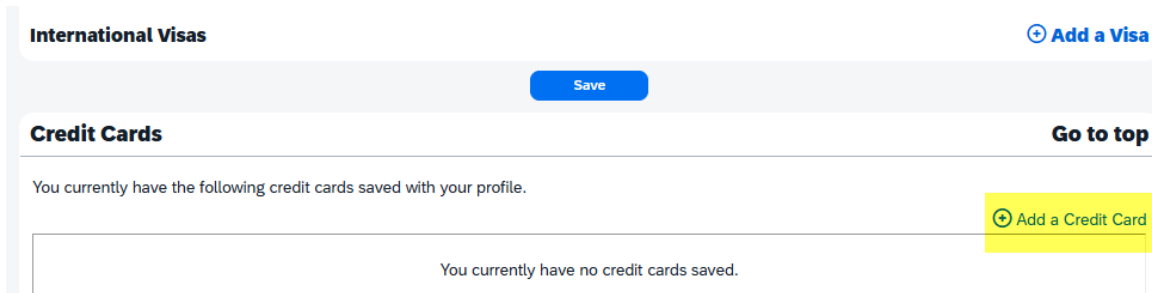 International Visas
Add a Visa
Save
Credit Cards
Go to top
You currently have the following credit cards saved with your profile.
Add a Credit Card
You currently have no credit cards saved.